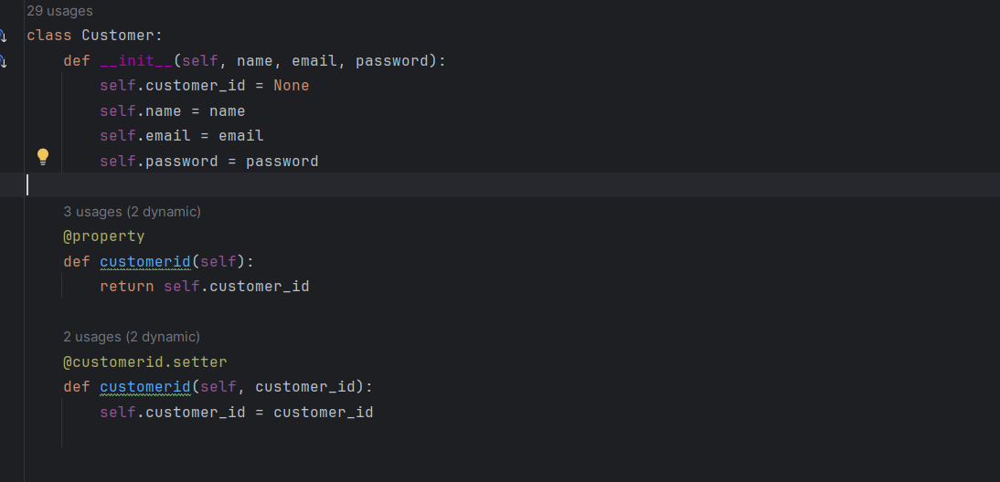 29 usages
class Customer:
def __init__(self, name, email, password):
self.customer_id = None
self.name = name
self.email = email
self.password = password
3 usages (2 dynamic)
@property
def customerid(self):
return self.customer_id
2 usages (2 dynamic)
@customerid.setter
def customerid(self, customer_id):
self.customer_id = customer_id